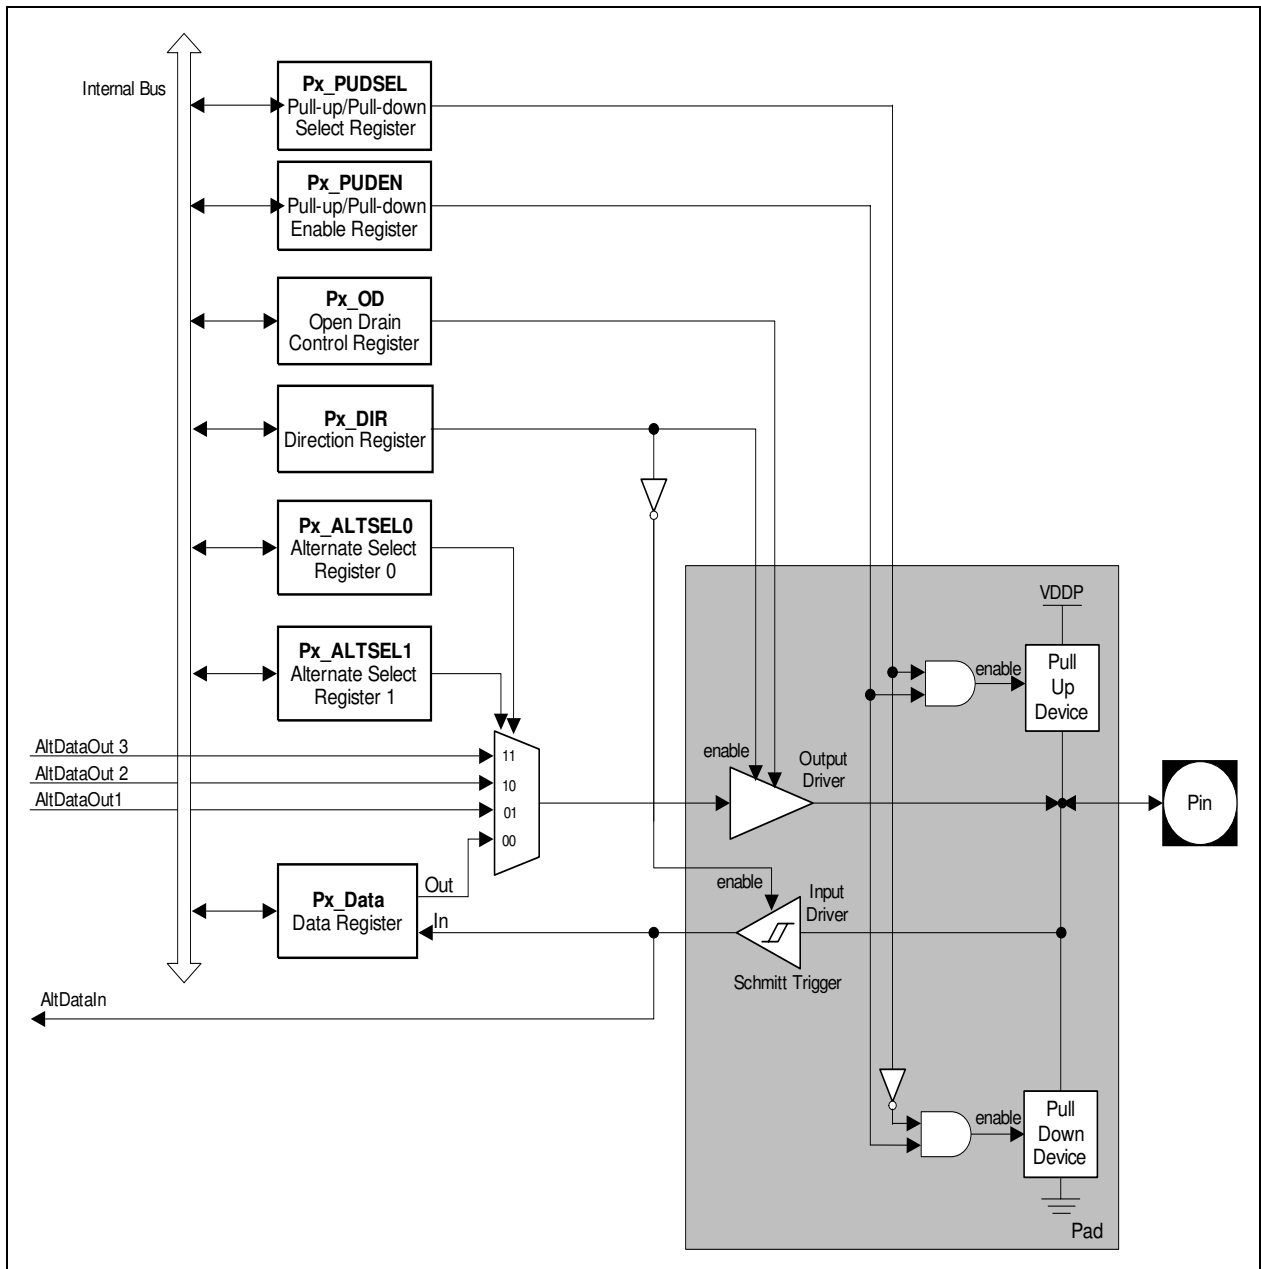 Internal Bus
Px_PUDSEL
Pull-up/Pull-down
Select Register
Px_PUDEN
Pull-up/Pull-down
Enable Register
Px_OD
Open Drain
Control Register
Px_DIR
Direction Register
Px_ALTSEL0
Alternate Select
Register 0
Px_ALTSEL1
Alternate Select
Register 1
AltDataOut 3
AltDataOut 2
AltDataOut1
11
10
01
00
Px_Data
Data Register
Out
In
AltDataIn
enable
Output
Driver
enable
Input
Driver
Schmitt Trigger
VDDP
enable
Pull
Up
Device
Pin
enable
Pull
Down
Device
Pad